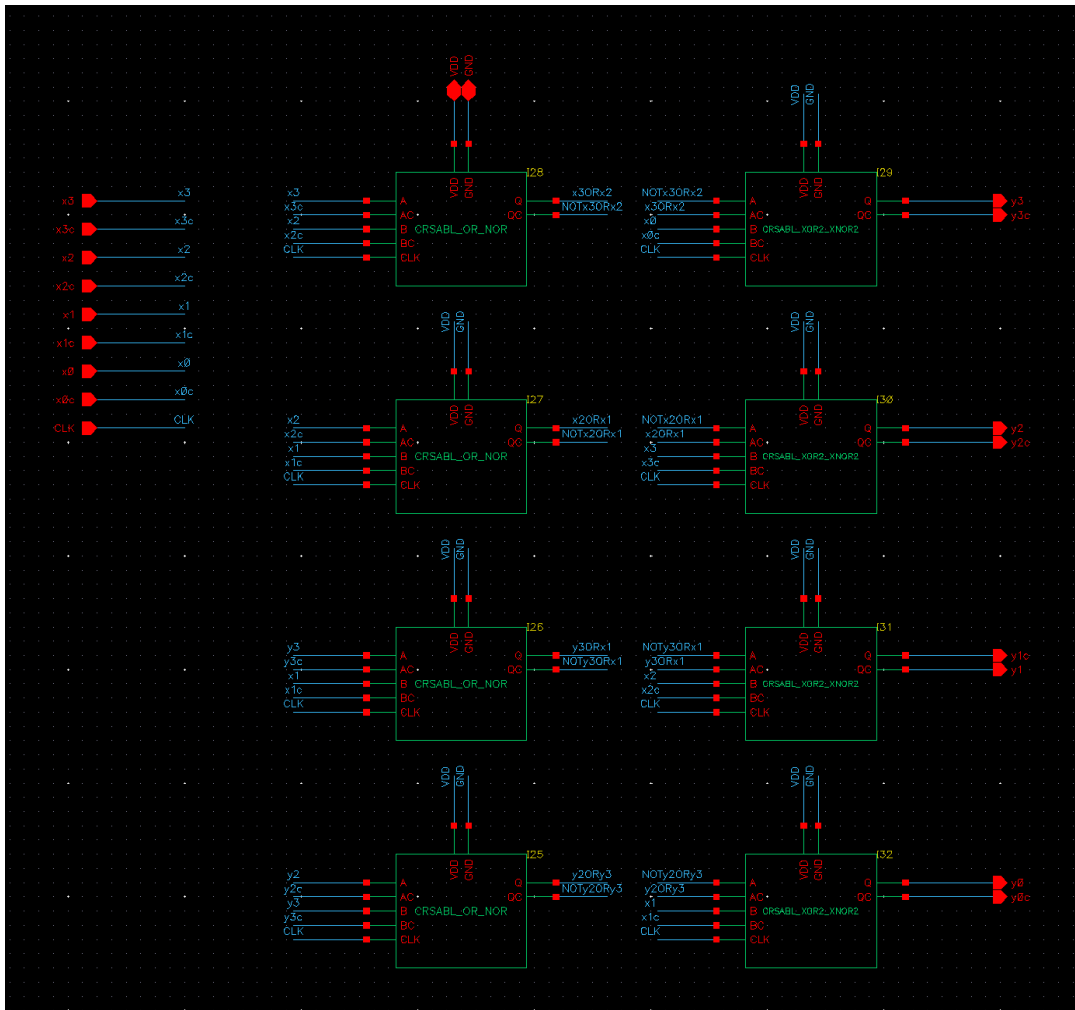 x3
x3c
x2
x2c
x1
x1c
x0
x0c
CLK
x3
x3c
x2
x2c
x1
x1c
x0
x0c
CLK
VDD GND
VDD GND
I28
x3
x3c
x2
x2c
CLK
A
AC
B
BC
CLK
CRSABL_OR_NOR
Q
QC
x3ORx2
NOTx3ORx2
VDD GND
VDD GND
I29
NOTx3ORx2
x3ORx2
x0
x0c
CLK
A
AC
B
BC
CLK
CRSABL_XOR2_XNOR2
Q
QC
y3
y3c
VDD GND
VDD GND
I27
x2
x2c
x1
x1c
CLK
A
AC
B
BC
CLK
CRSABL_OR_NOR
Q
QC
x2ORx1
NOTx2ORx1
VDD GND
VDD GND
I30
NOTx2ORx1
x2ORx1
x3
x3c
CLK
A
AC
B
BC
CLK
CRSABL_XOR2_XNOR2
Q
QC
y2
y2c
VDD GND
VDD GND
I26
y3
y3c
x1
x1c
CLK
A
AC
B
BC
CLK
CRSABL_OR_NOR
Q
QC
y3ORx1
NOTy3ORx1
VDD GND
VDD GND
I31
NOTy3ORx1
y3ORx1
x2
x2c
CLK
A
AC
B
BC
CLK
CRSABL_XOR2_XNOR2
Q
QC
y1c
y1
VDD GND
VDD GND
I25
y2
y2c
y3
y3c
CLK
A
AC
B
BC
CLK
CRSABL_OR_NOR
Q
QC
y2ORy3
NOTy2ORy3
VDD GND
VDD GND
I32
NOTy2ORy3
y2ORy3
x1
x1c
CLK
A
AC
B
BC
CLK
CRSABL_XOR2_XNOR2
Q
QC
y0
y0c